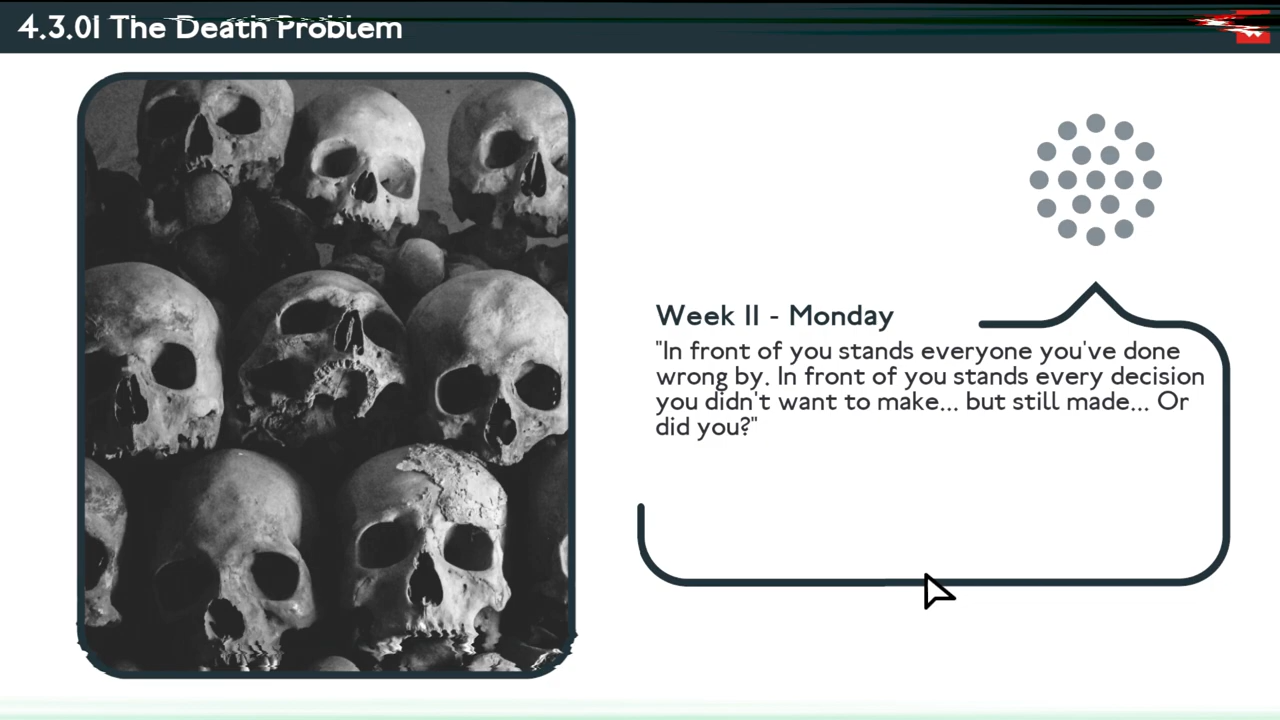 4.3.01 The Death Problem
Week II - Monday
"In front of you stands everyone you've done
wrong by. In front of you stands every decision
you didn't want to make... but still made... Or
did you?"